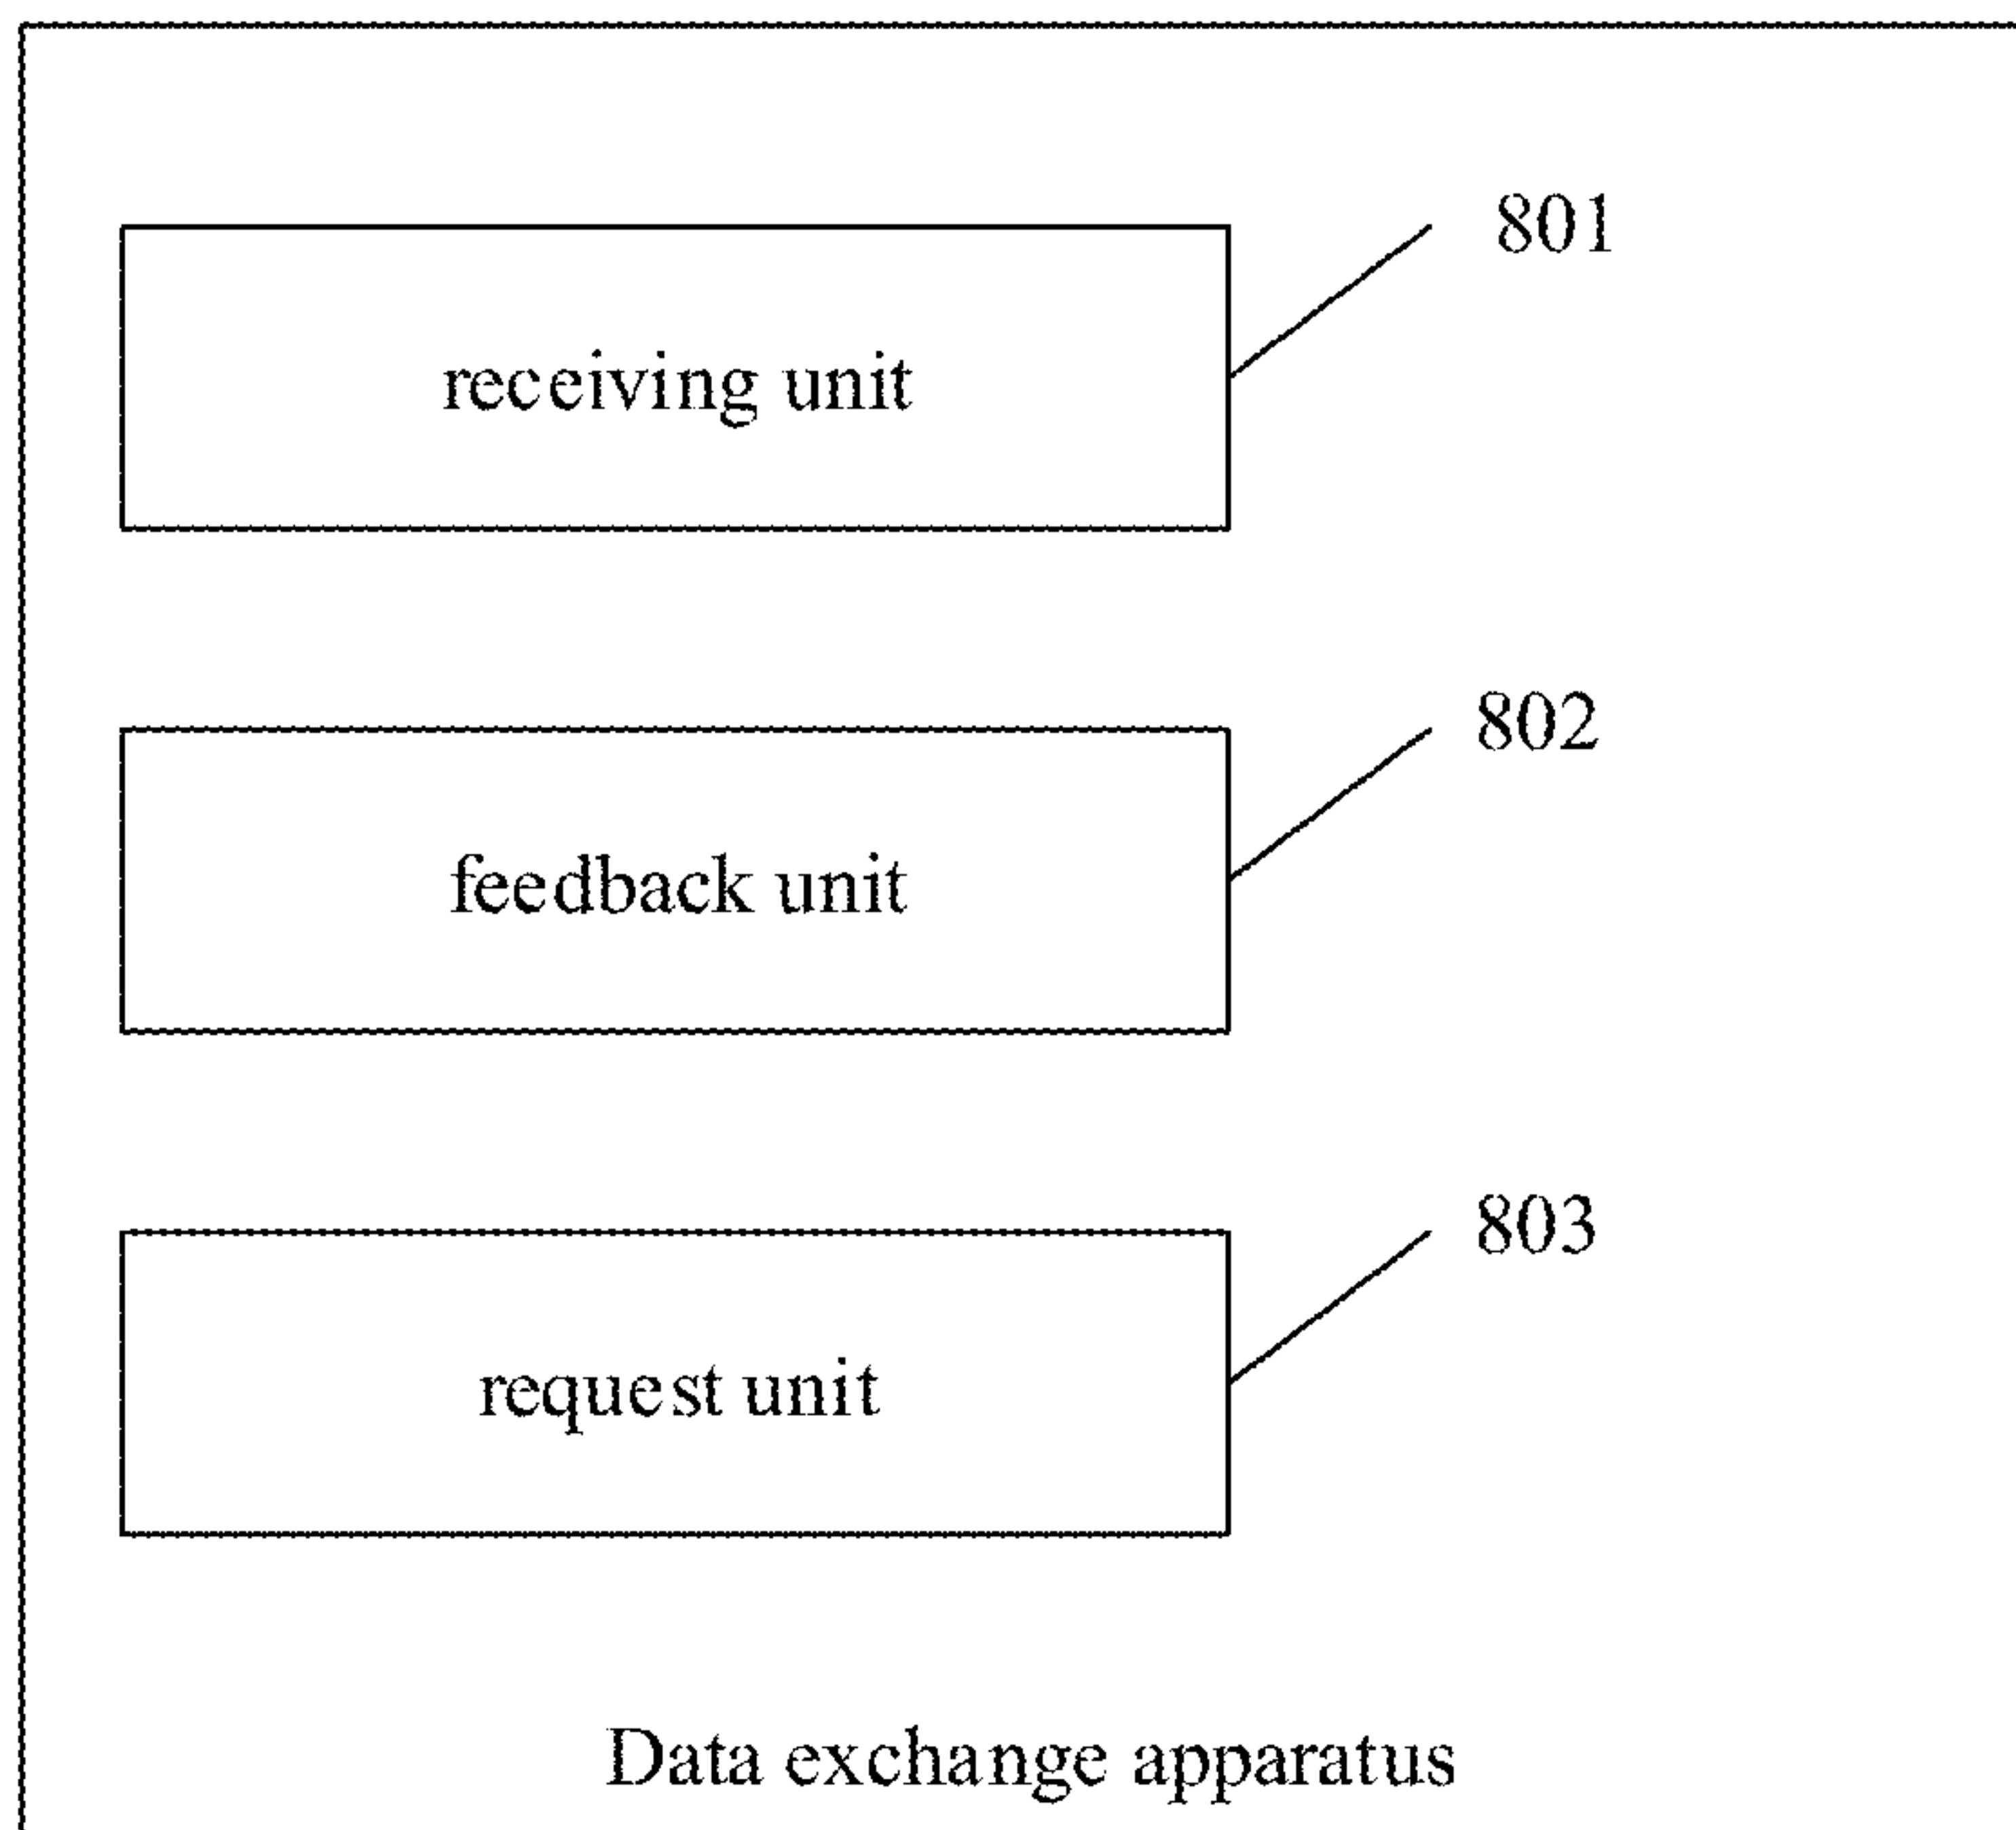 801
receiving unit
802
feedback unit
803
request unit
Data exchange apparatus